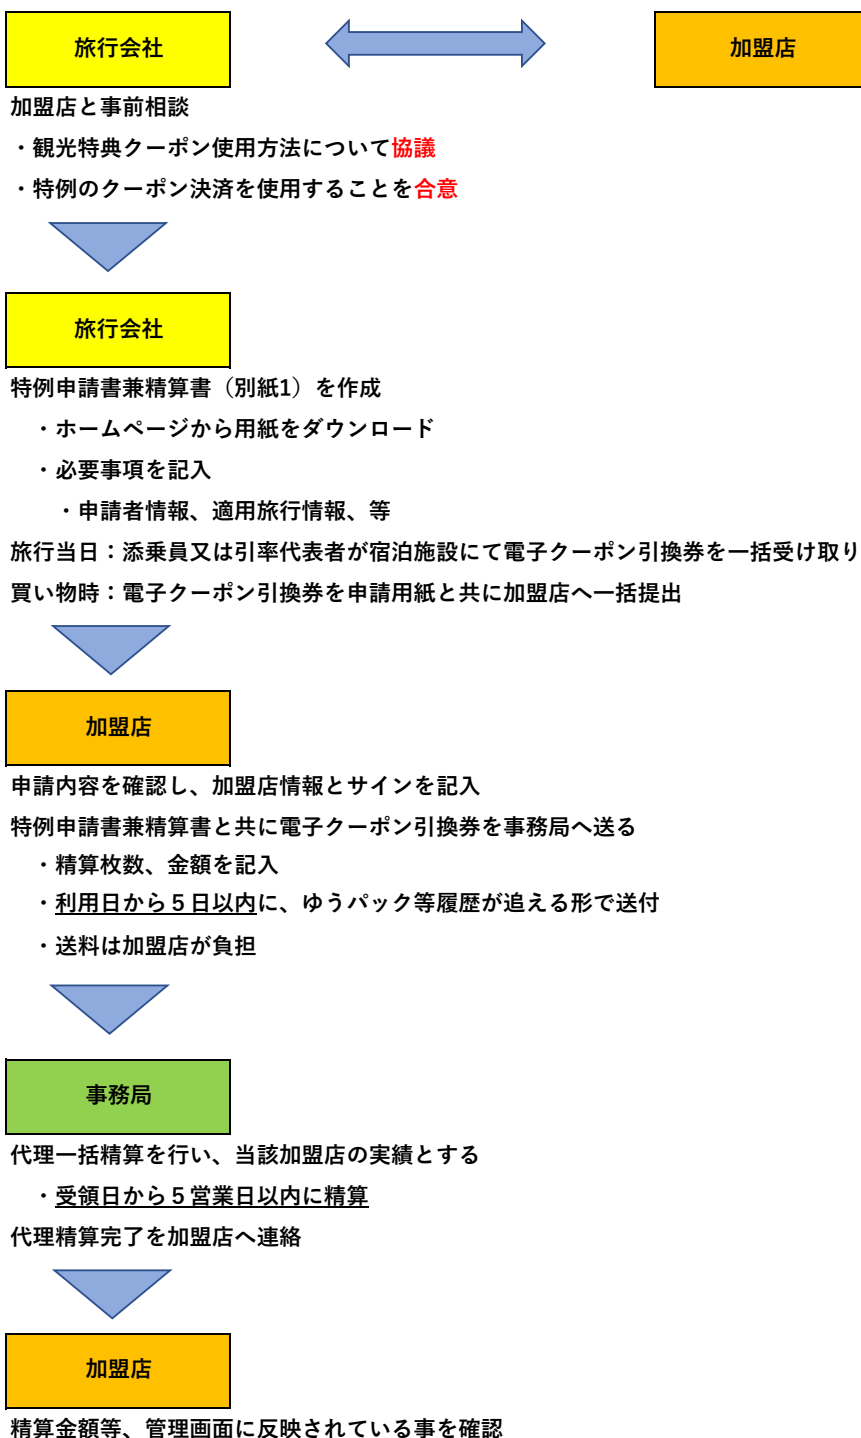 旅行会社
加盟店
加盟店と事前相談
・観光特典クーポン使用方法について協議
・特例のクーポン決済を使用することを合意
旅行会社
特例申請書兼精算書（別紙1）を作成
・ホームページから用紙をダウンロード
・必要事項を記入
・申請者情報、適用旅行情報、等
旅行当日：添乗員又は引率代表者が宿泊施設にて電子クーポン引換券を一括受け取り
買い物時：電子クーポン引換券を申請用紙と共に加盟店へ一括提出
加盟店
申請内容を確認し、加盟店情報とサインを記入
特例申請書兼精算書と共に電子クーポン引換券を事務局へ送る
・精算枚数、金額を記入
・利用日から５日以内に、ゆうパック等履歴が追える形で送付
・送料は加盟店が負担
事務局
代理一括精算を行い、当該加盟店の実績とする
・受領日から５営業日以内に精算
代理精算完了を加盟店へ連絡
加盟店
精算金額等、管理画面に反映されている事を確認